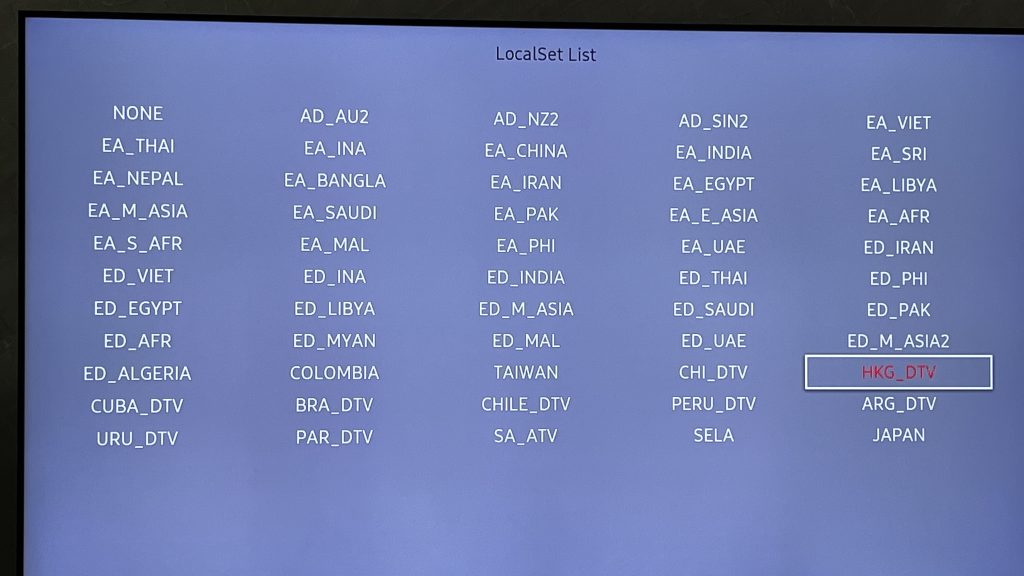 LocalSet List
NONE AD_AU2 AD_NZ2 AD_SIN2 EA_VIET
EA_THAI EA_INA EA_CHINA EA_INDIA EA_SRI
EA_NEPAL EA_BANGLA EA_IRAN EA_EGYPT EA_LIBYA
EA_M_ASIA EA_SAUDI EA_PAK EA_E_ASIA EA_AFR
EA_S_AFR EA_MAL EA_PHI EA_UAE ED_IRAN
ED_VIET ED_INA ED_INDIA ED_THAI ED_PHI
ED_EGYPT ED_LIBYA ED_M_ASIA ED_SAUDI ED_PAK
ED_AFR ED_MYAN ED_MAL ED_UAE ED_M_ASIA2
ED_ALGERIA COLOMBIA TAIWAN CHI_DTV HKG_DTV
CUBA_DTV BRA_DTV CHILE_DTV PERU_DTV ARG_DTV
URU_DTV PAR_DTV SA_ATV SELA JAPAN